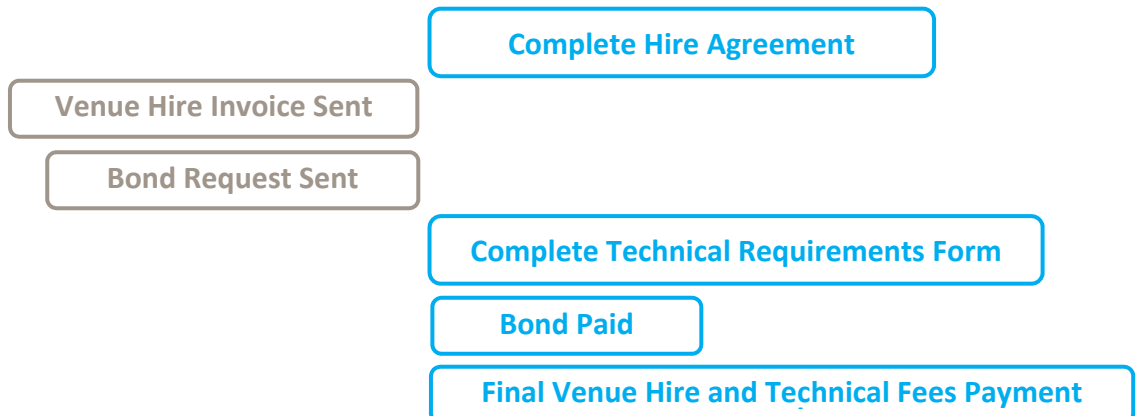 Complete Hire Agreement
Venue Hire Invoice Sent
Bond Request Sent
Complete Technical Requirements Form
Bond Paid
Final Venue Hire and Technical Fees Payment